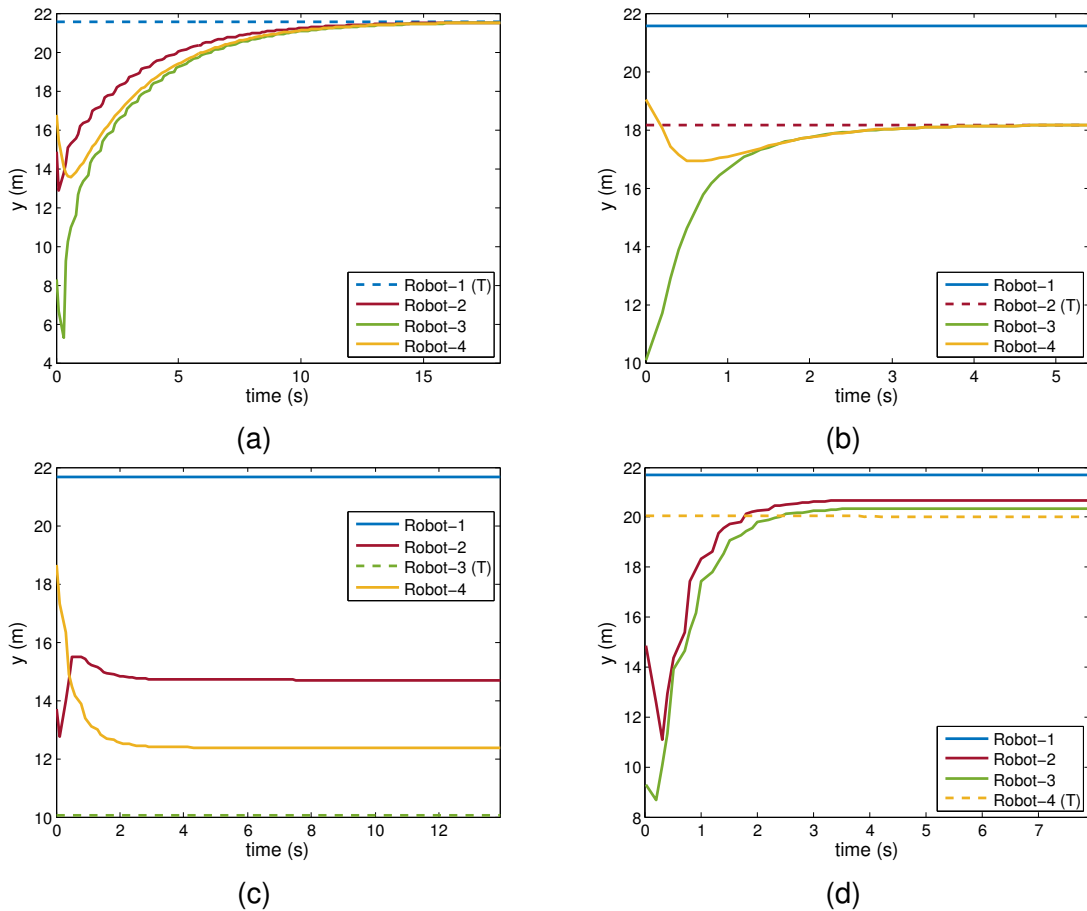 22
20
18
16
14
12
10
8
6
4
y (m)
0
5
10
15
time (s)
Robot-1 (T)
Robot-2
Robot-3
Robot-4
(a)
22
20
18
16
14
12
10
y (m)
0
1
2
3
4
5
time (s)
Robot-1
Robot-2 (T)
Robot-3
Robot-4
(b)
22
20
18
16
14
12
10
y (m)
0
2
4
6
8
10
12
time (s)
Robot-1
Robot-2
Robot-3 (T)
Robot-4
(c)
22
20
18
16
14
12
10
8
y (m)
0
1
2
3
4
5
6
7
time (s)
Robot-1
Robot-2
Robot-3
Robot-4 (T)
(d)